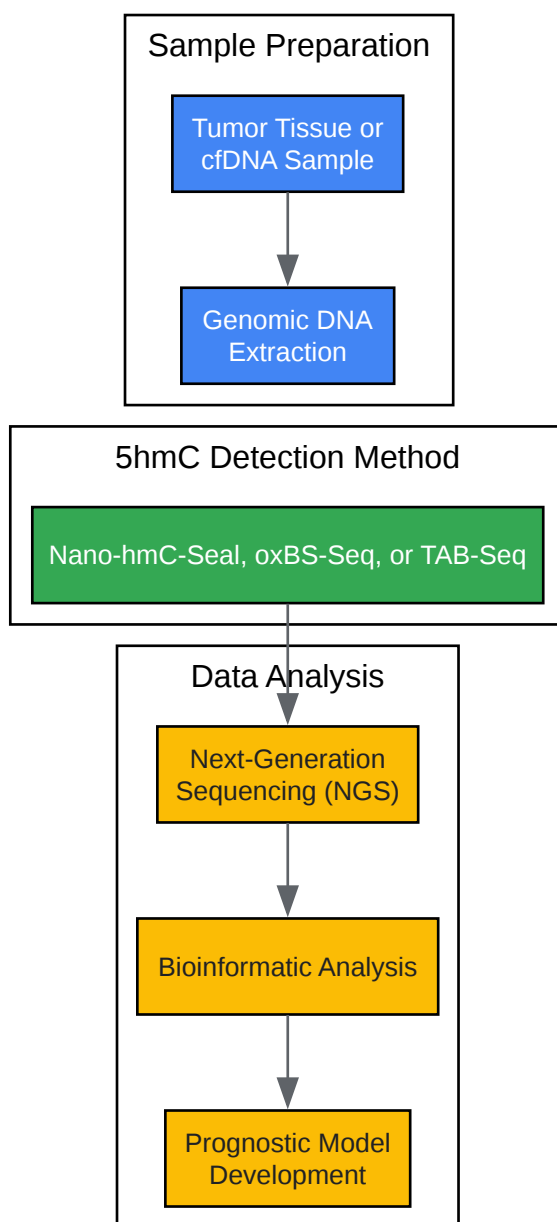 Sample Preparation
Tumor Tissue or
cfDNA Sample
Genomic DNA
Extraction
5hmC Detection Method
Nano-hmC-Seal, oxBS-Seq, or TAB-Seq
Data Analysis
Next-Generation
Sequencing (NGS)
Bioinformatic Analysis
Prognostic Model
Development